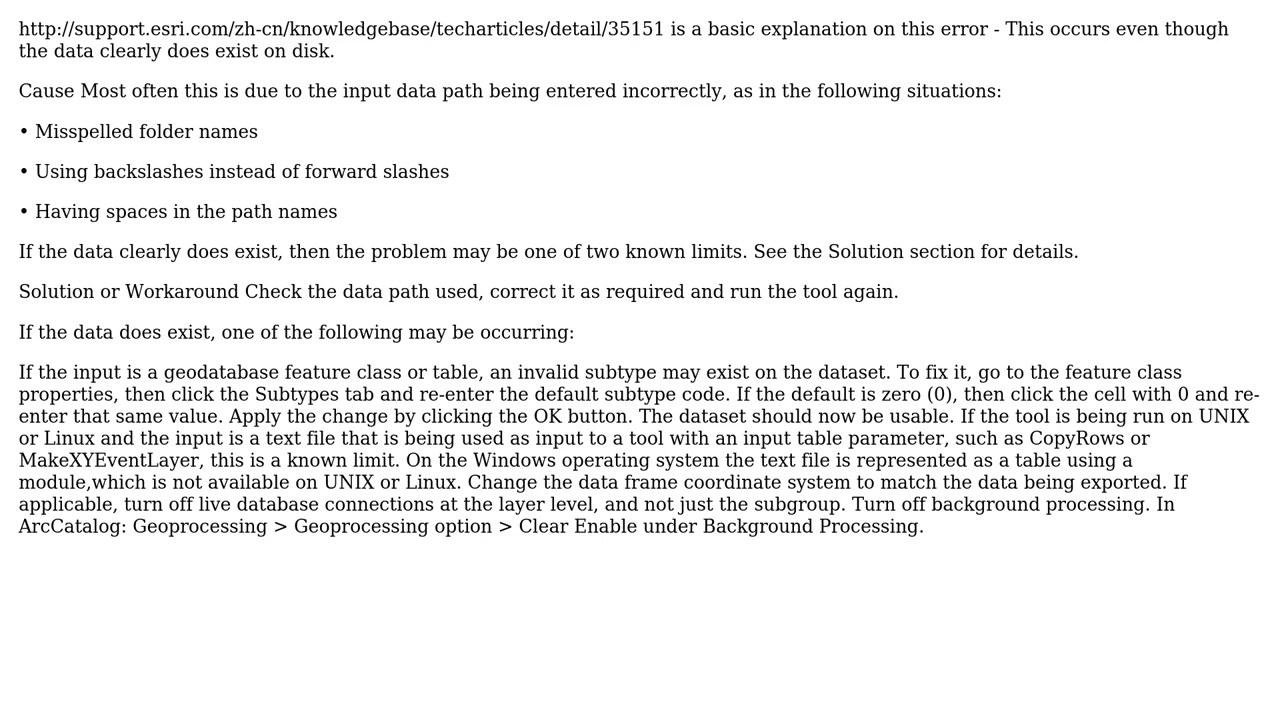 http://support.esri.com/zh-cn/knowledgebase/techarticles/detail/35151 is a basic explanation on this error - This occurs even though
the data clearly does exist on disk.
Cause Most often this is due to the input data path being entered incorrectly, as in the following situations:
• Misspelled folder names
• Using backslashes instead of forward slashes
• Having spaces in the path names
If the data clearly does exist, then the problem may be one of two known limits. See the Solution section for details.
Solution or Workaround Check the data path used, correct it as required and run the tool again.
If the data does exist, one of the following may be occurring:
If the input is a geodatabase feature class or table, an invalid subtype may exist on the dataset. To fix it, go to the feature class
properties, then click the Subtypes tab and re-enter the default subtype code. If the default is zero (0), then click the cell with 0 and re-
enter that same value. Apply the change by clicking the OK button. The dataset should now be usable. If the tool is being run on UNIX
or Linux and the input is a text file that is being used as input to a tool with an input table parameter, such as CopyRows or
MakeXYEventLayer, this is a known limit. On the Windows operating system the text file is represented as a table using a
module,which is not available on UNIX or Linux. Change the data frame coordinate system to match the data being exported. If
applicable, turn off live database connections at the layer level, and not just the subgroup. Turn off background processing. In
ArcCatalog: Geoprocessing > Geoprocessing option > Clear Enable under Background Processing.